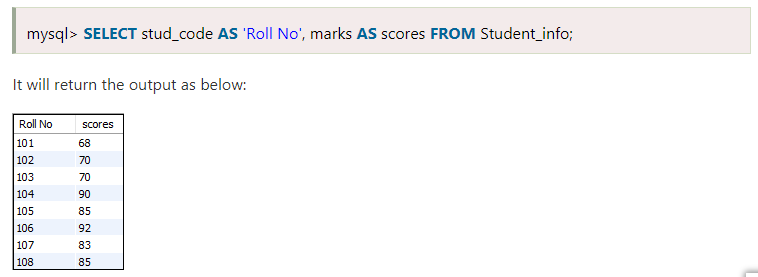 mysql> SELECT stud_code AS 'Roll No', marks AS scores FROM Student_info;
It will return the output as below:
Roll No scores
101 68
102 70
103 70
104 90
105 85
106 92
107 83
108 85